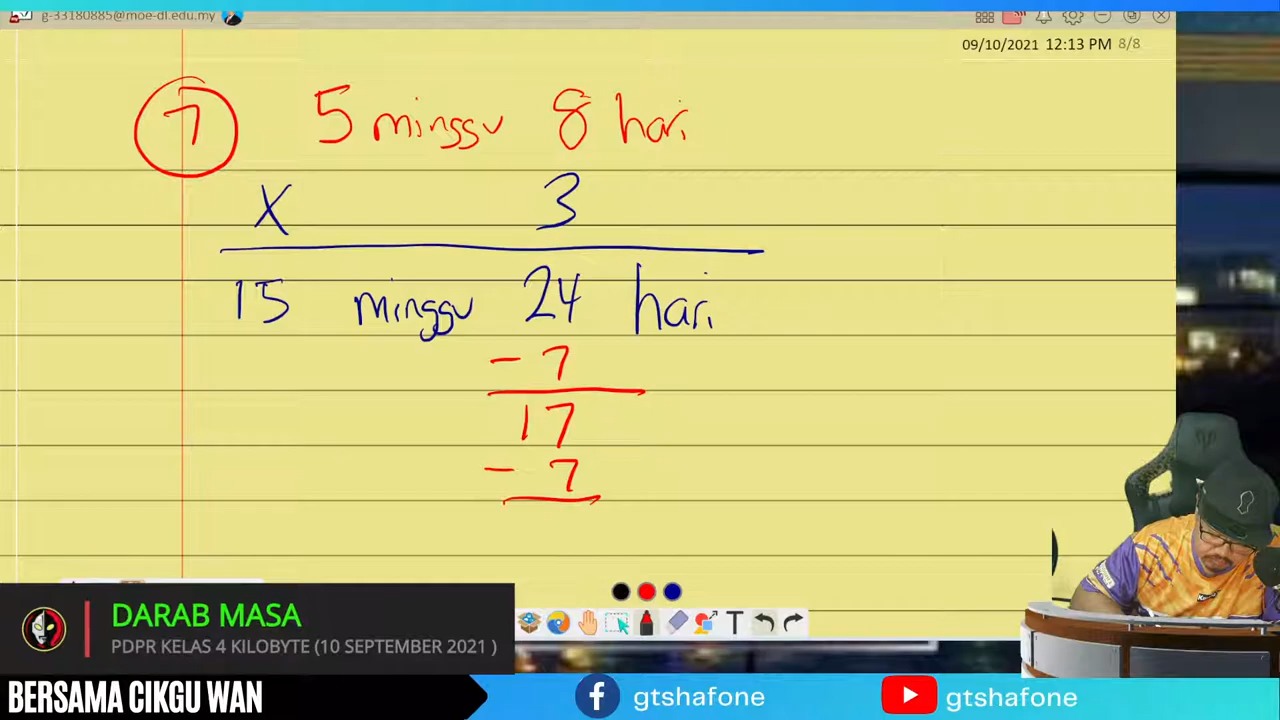 g-33180885@moe-dl.edu.my
09/10/2021 12:13 PM 8/8
7 5 minggu 8 hari
x 3
15 minggu 24 hari
- 7
17
- 7
T
DARAB MASA
PDPR KELAS 4 KILOBYTE (10 SEPTEMBER 2021 )
BERSAMA CIKGU WAN
gtshafone
gtshafone